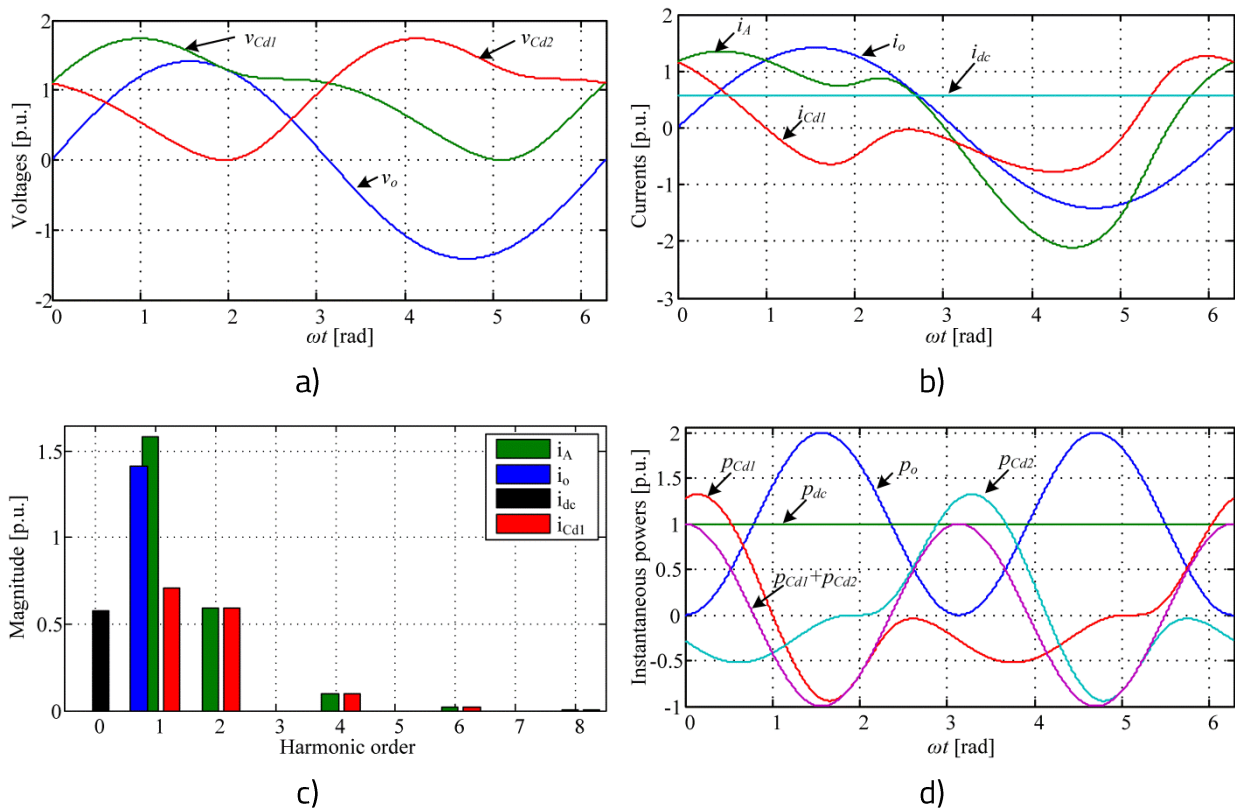 2
1
0
-1
-2
0
1
2
3
4
5
6
Voltages [p.u.]
ωt [rad]
v_Cd1
v_Cd2
v_o
a)
2
1
0
-1
-2
-3
0
1
2
3
4
5
6
Currents [p.u.]
ωt [rad]
i_A
i_o
i_dc
i_Cd1
b)
1.5
1
0.5
0
0
1
2
3
4
5
6
7
8
Magnitude [p.u.]
Harmonic order
i_A
i_o
i_dc
i_Cd1
c)
2
1.5
1
0.5
0
-0.5
-1
0
1
2
3
4
5
6
Instantaneous powers [p.u.]
ωt [rad]
p_Cd1
p_o
p_Cd2
p_dc
p_Cd1+p_Cd2
d)